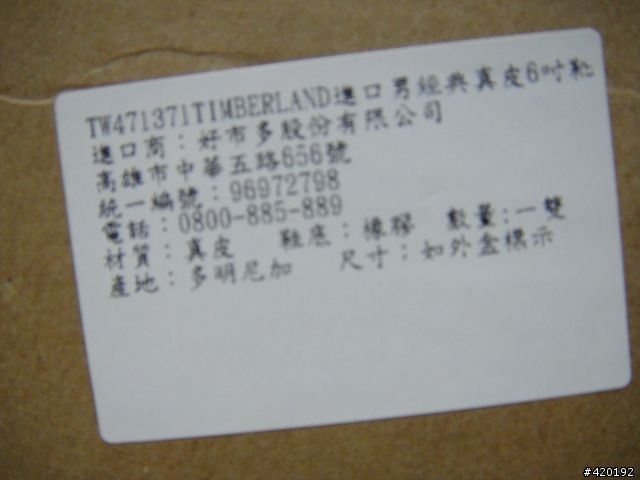 TW471371TIMBERLAND進口男經典真皮6吋靴
進口商：好市多股份有限公司
高雄市中華五路656號
統一編號：96972798
電話：0800-885-889
材質：真皮 鞋底：橡膠 數量:一雙
產地：多明尼加 尺寸：如外盒標示
#420192